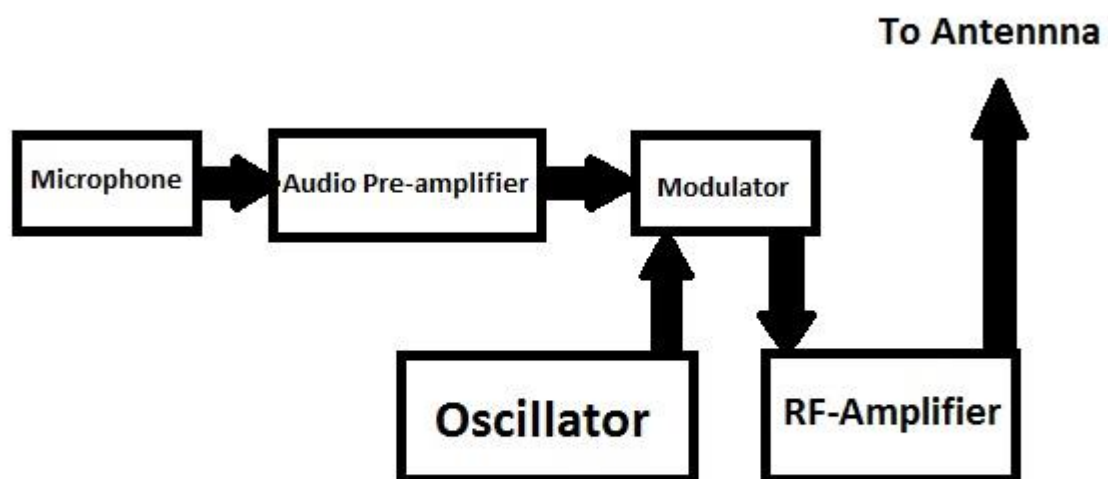 To Antennna
Microphone
Audio Pre-amplifier
Modulator
Oscillator
RF-Amplifier